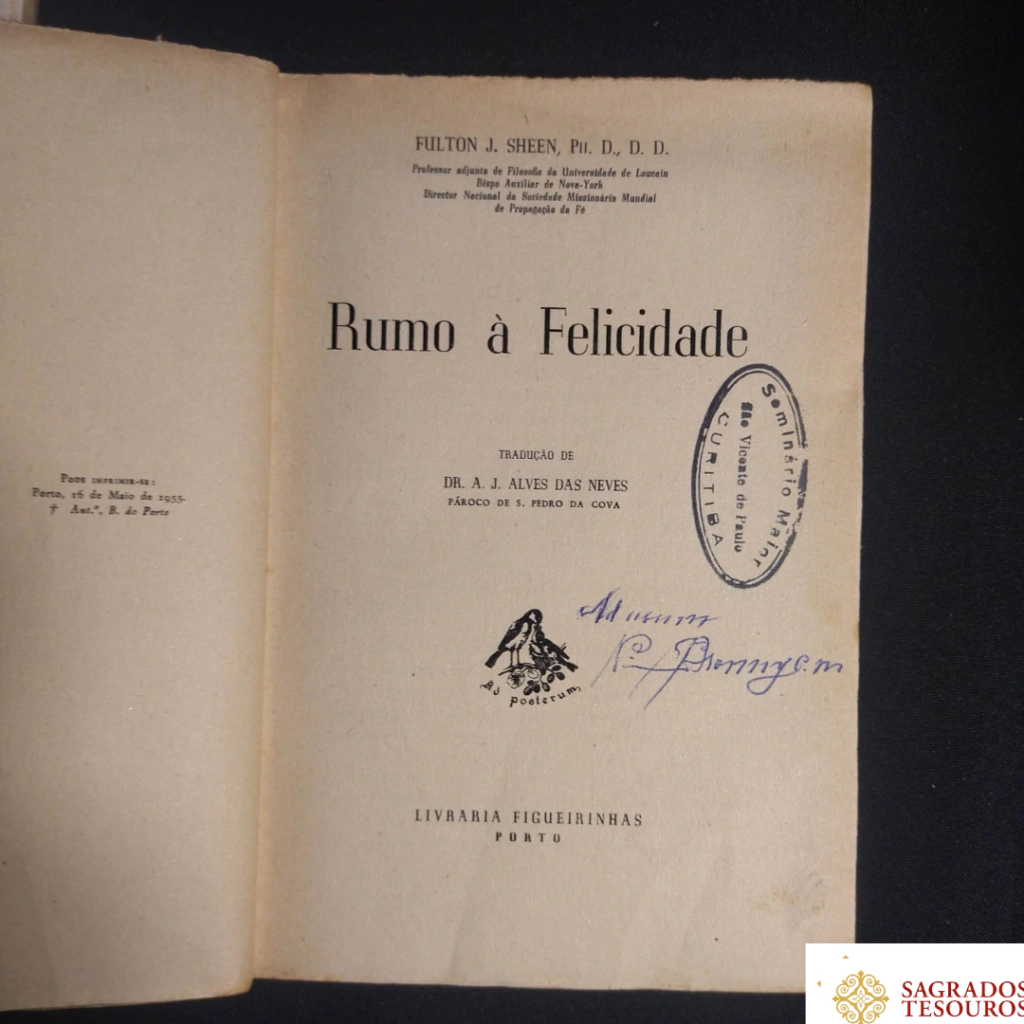 Pode imprimir-se:
Porto, 16 de Maio de 1955.
† Ant.º, B. do Porto
FULTON J. SHEEN, PH. D., D. D.
Professor adjunto de Filosofia da Universidade de Louvain
Bispo Auxiliar de Nova-York
Director Nacional da Sociedade Missionária Mundial
de Propagação da Fé
Rumo à Felicidade
TRADUÇÃO DE
DR. A. J. ALVES DAS NEVES
PÁROCO DE S. PEDRO DA COVA
Seminário Maior
São Vicente de Paulo
CURITIBA
Ad usum
Ad posterum
LIVRARIA FIGUEIRINHAS
PORTO
SAGRADOS
TESOUROS